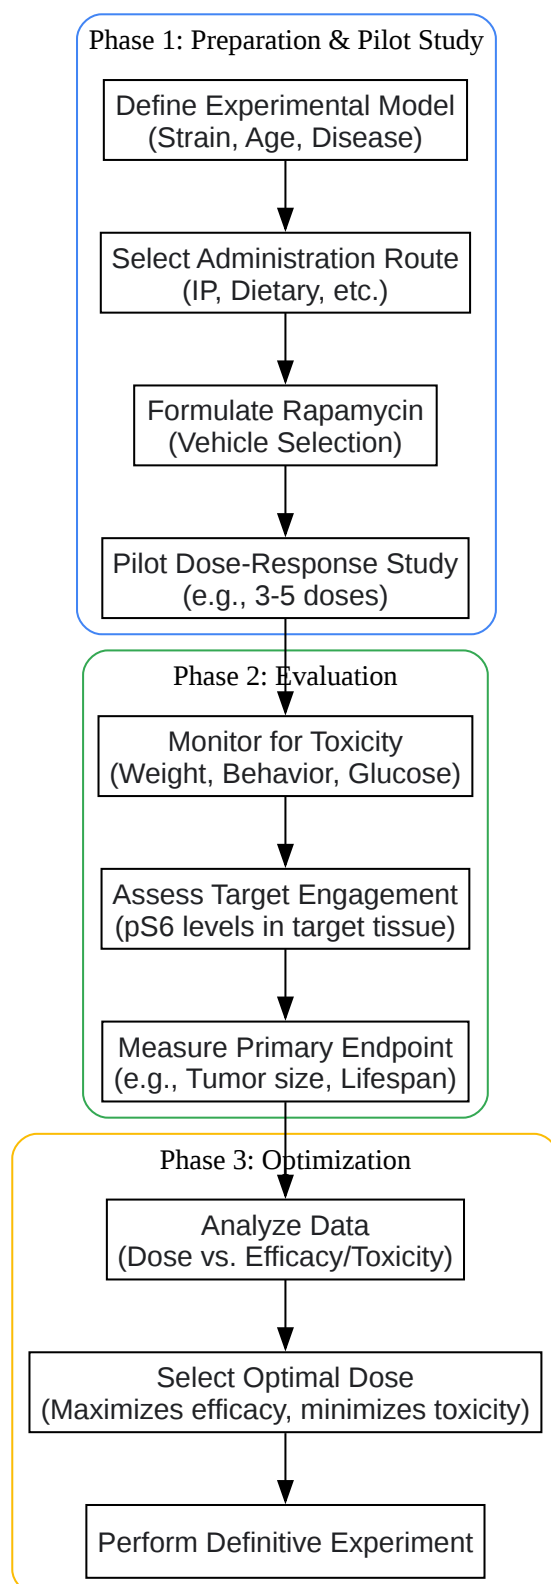 Phase 1: Preparation & Pilot Study
Define Experimental Model
(Strain, Age, Disease)
Select Administration Route
(IP, Dietary, etc.)
Formulate Rapamycin
(Vehicle Selection)
Pilot Dose-Response Study
(e.g., 3-5 doses)
Phase 2: Evaluation
Monitor for Toxicity
(Weight, Behavior, Glucose)
Assess Target Engagement
(pS6 levels in target tissue)
Measure Primary Endpoint
(e.g., Tumor size, Lifespan)
Phase 3: Optimization
Analyze Data
(Dose vs. Efficacy/Toxicity)
Select Optimal Dose
(Maximizes efficacy, minimizes toxicity)
Perform Definitive Experiment